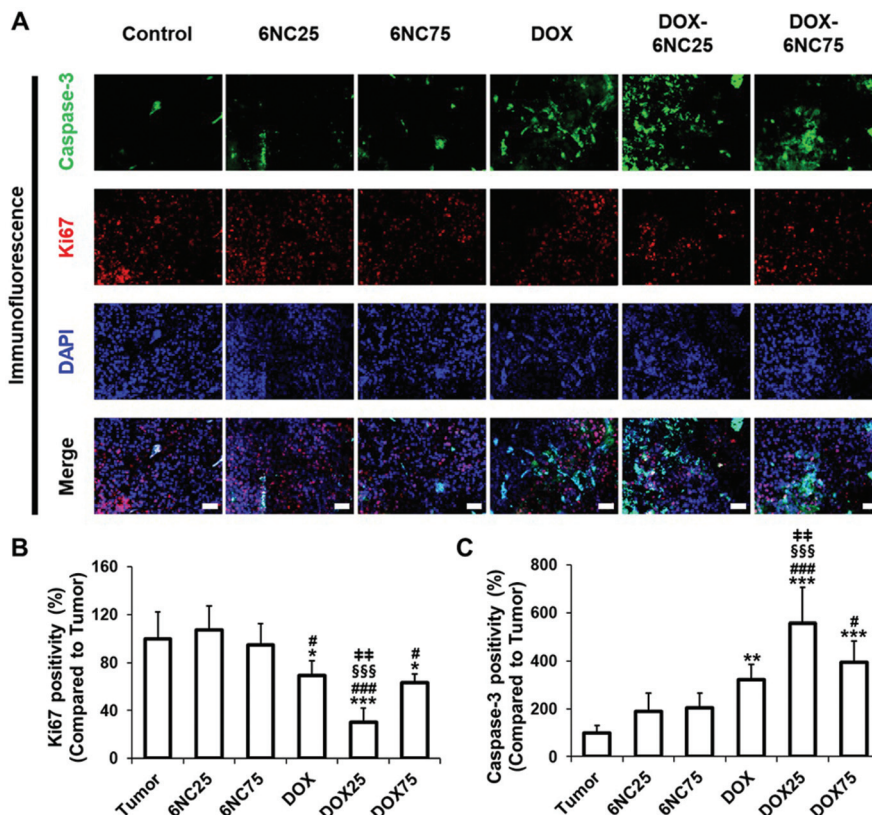 A
Control
6NC25
6NC75
DOX
DOX-
6NC25
DOX-
6NC75
Immunofluorescence
Caspase-3
Ki67
DAPI
Merge
B
Ki67 positivity (%)
(Compared to Tumor)
160
120
80
40
0
#
*
‡‡
§§§
###
***
#
*
Tumor
6NC25
6NC75
DOX
DOX25
DOX75
C
Caspase-3 positivity (%)
(Compared to Tumor)
800
600
400
200
0
**
‡‡
§§§
###
***
#
***
Tumor
6NC25
6NC75
DOX
DOX25
DOX75